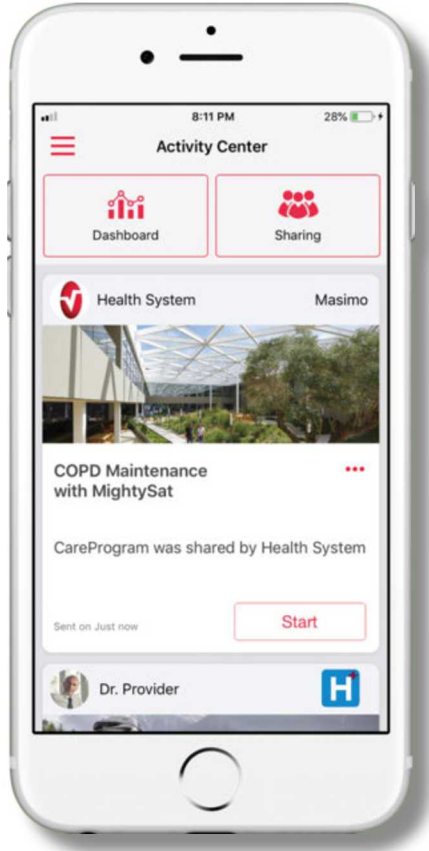 8:11 PM
28%
Activity Center
Dashboard
Sharing
Health System
Masimo
COPD Maintenance
with MightySat
CareProgram was shared by Health System
Sent on Just now
Start
Dr. Provider
H